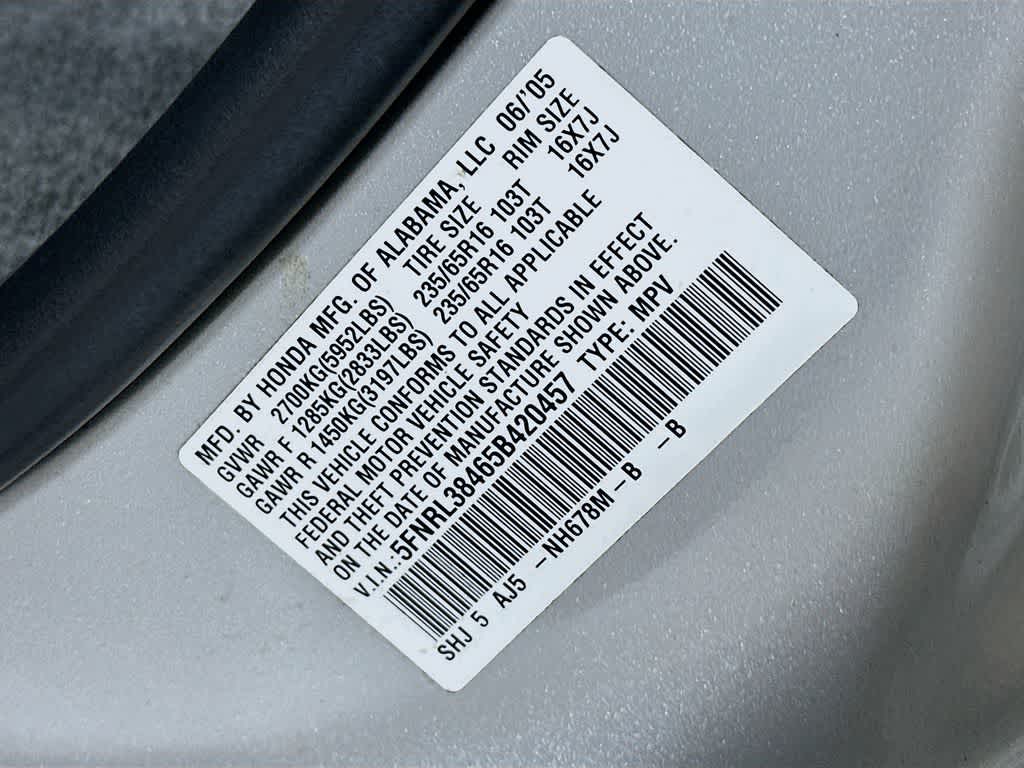 MFD. BY HONDA MFG. OF ALABAMA, LLC 06/'05
GVWR 2700KG(5952LBS) TIRE SIZE RIM SIZE
GAWR F 1285KG(2833LBS) 235/65R16 103T 16X7J
GAWR R 1450KG(3197LBS) 235/65R16 103T 16X7J
THIS VEHICLE CONFORMS TO ALL APPLICABLE
FEDERAL MOTOR VEHICLE SAFETY
AND THEFT PREVENTION STANDARDS IN EFFECT
ON THE DATE OF MANUFACTURE SHOWN ABOVE.
V.I.N.:5FNRL38465B420457 TYPE: MPV
SHJ 5 AJ5 -NH678M-B -B